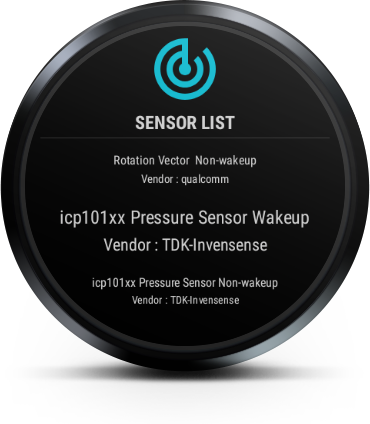 SENSOR LIST
Rotation Vector Non-wakeup
Vendor : qualcomm
icp101xx Pressure Sensor Wakeup
Vendor : TDK-Invensense
icp101xx Pressure Sensor Non-wakeup
Vendor : TDK-Invensense